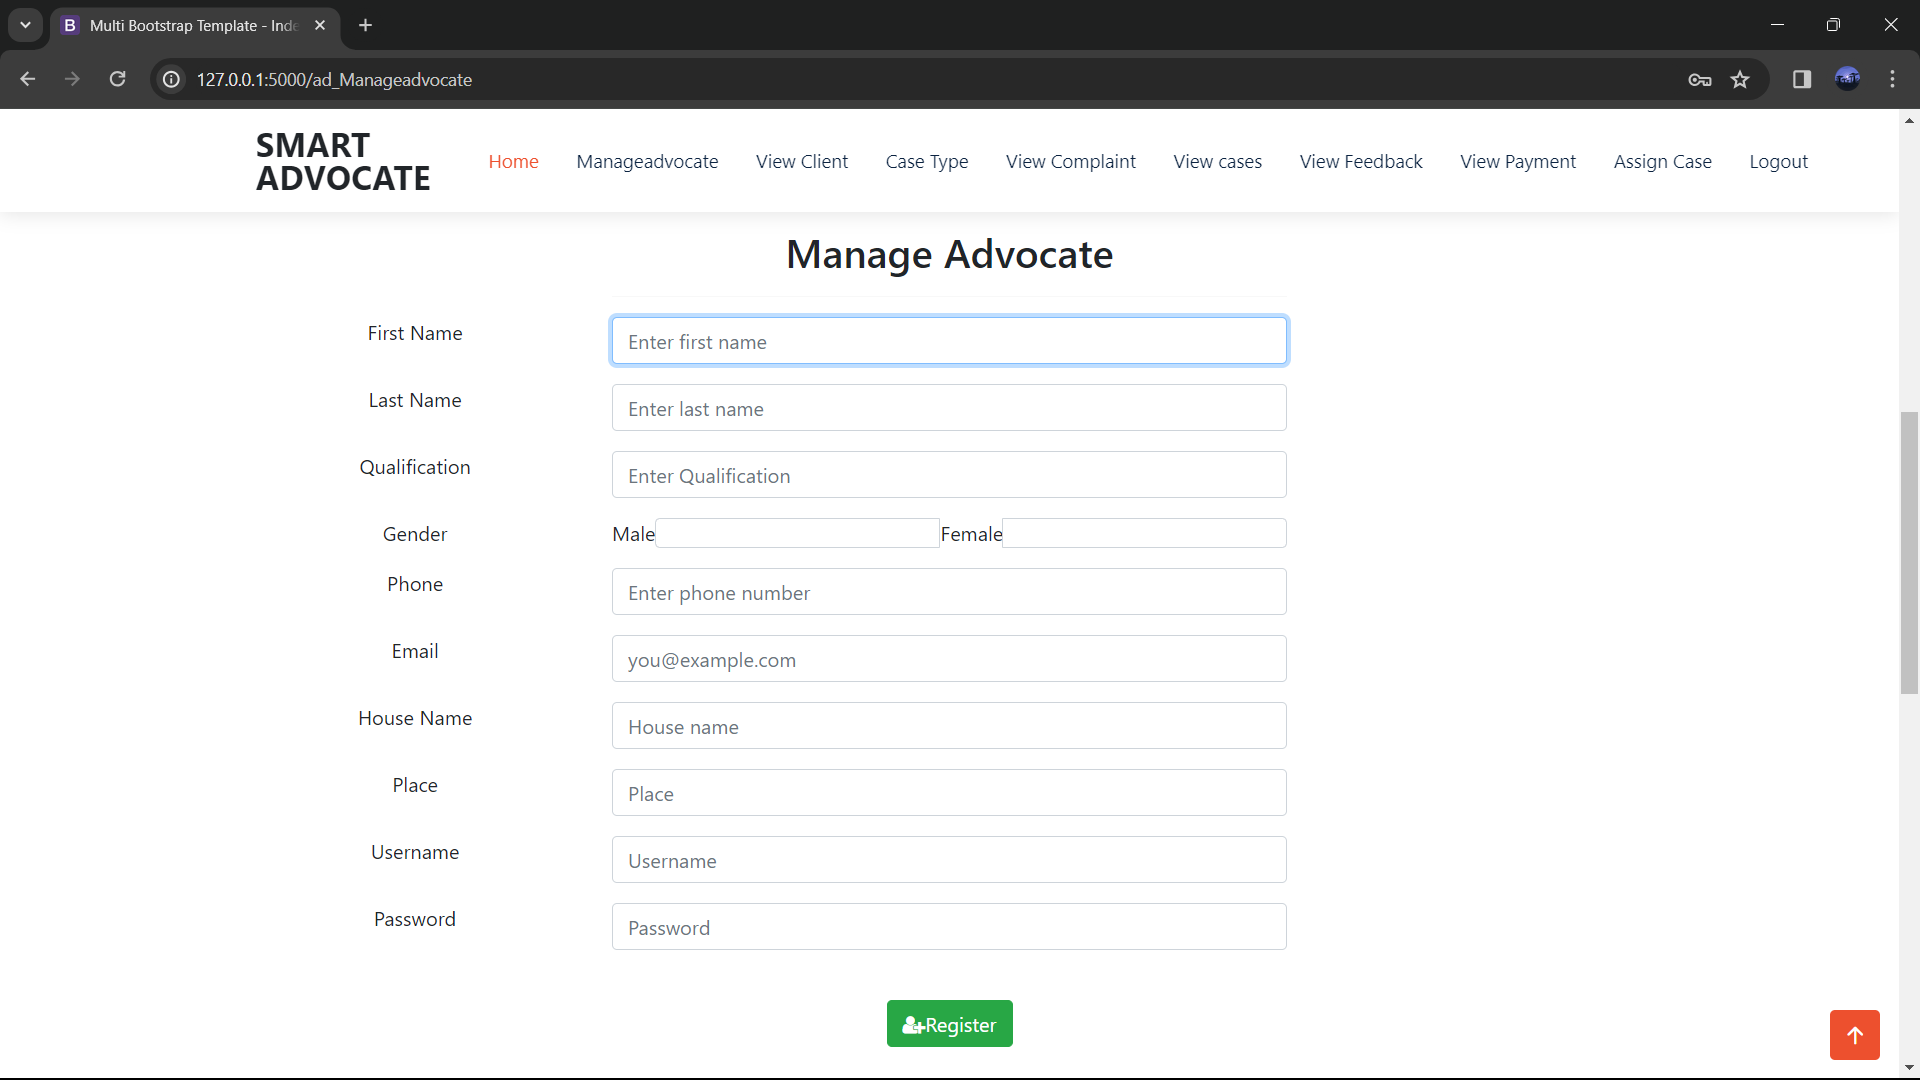 Multi Bootstrap Template - Inde
127.0.0.1:5000/ad_Manageadvocate
SMART
ADVOCATE
Home Manageadvocate View Client Case Type View Complaint View cases View Feedback View Payment Assign Case Logout
Manage Advocate
First Name
Enter first name
Last Name
Enter last name
Qualification
Enter Qualification
Gender
Male Female
Phone
Enter phone number
Email
you@example.com
House Name
House name
Place
Place
Username
Username
Password
Password
Register